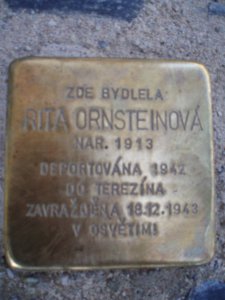 ZDE BYDLELA
RITA ORNSTEINOVÁ
NAR. 1913
DEPORTOVÁNA 1942
DO TEREZÍNA
ZAVRAŽDĚNA 18.12.1943
V OSVĚTIMI